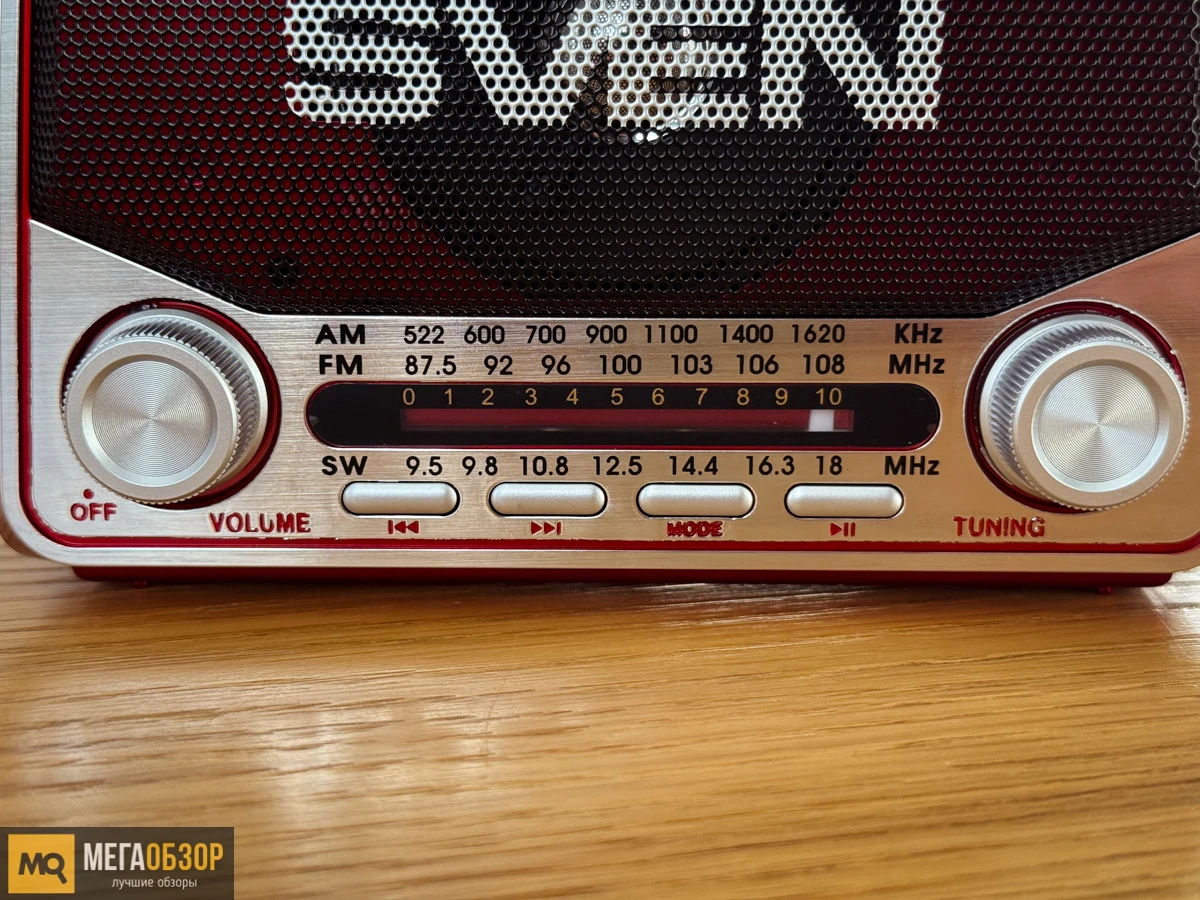 SVEN
AM 522 600 700 900 1100 1400 1620 KHz
FM 87.5 92 96 100 103 106 108 MHz
0 1 2 3 4 5 6 7 8 9 10
SW 9.5 9.8 10.8 12.5 14.4 16.3 18 MHz
OFF VOLUME MODE TUNING
MQ МЕГАОБЗОР
лучшие обзоры